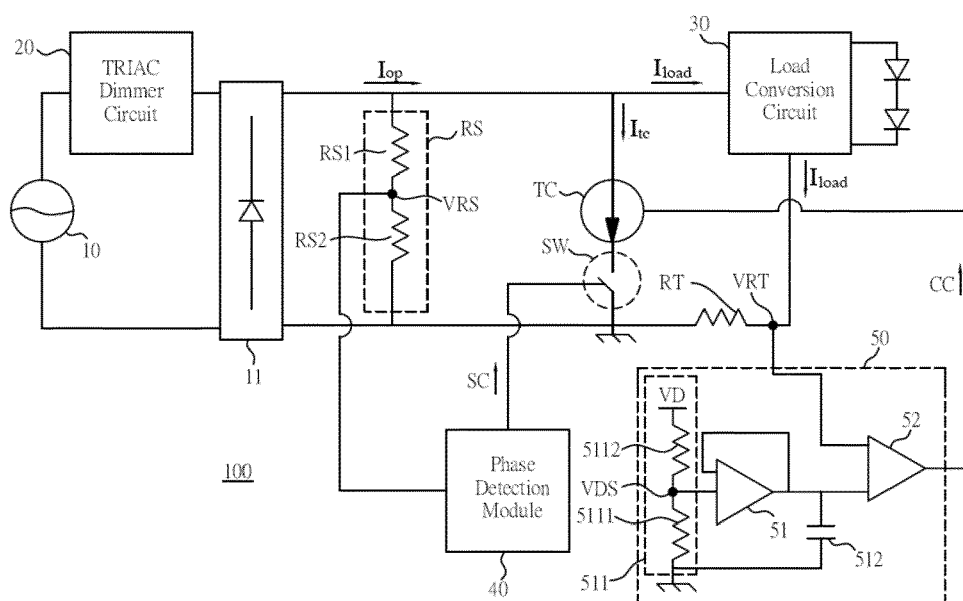 20
TRIAC
Dimmer
Circuit
Iop
Iload
30
Load
Conversion
Circuit
RS
RS1
Itc
Iload
TC
VRS
RS2
SW
10
RT
VRT
CC
11
SC
50
VD
52
5112
100
Phase
Detection
Module
VDS
5111
51
512
511
40